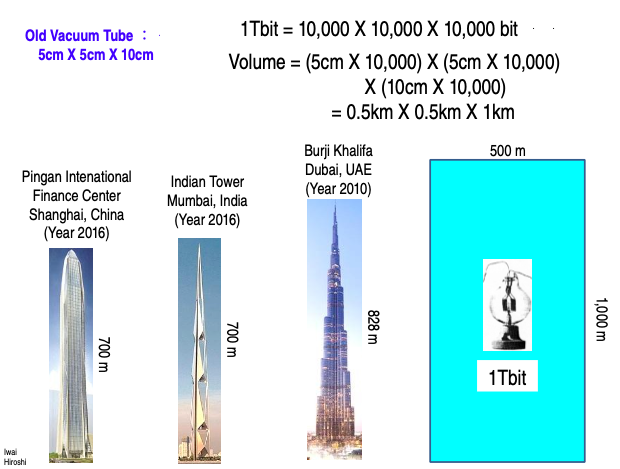 Old Vacuum Tube :
5cm X 5cm X 10cm
1Tbit = 10,000 X 10,000 X 10,000 bit
Volume = (5cm X 10,000) X (5cm X 10,000)
X (10cm X 10,000)
= 0.5km X 0.5km X 1km
Pingan Intenational
Finance Center
Shanghai, China
(Year 2016)
700 m
Indian Tower
Mumbai, India
(Year 2016)
700 m
Burji Khalifa
Dubai, UAE
(Year 2010)
828 m
500 m
1,000 m
1Tbit
Iwai
Hiroshi